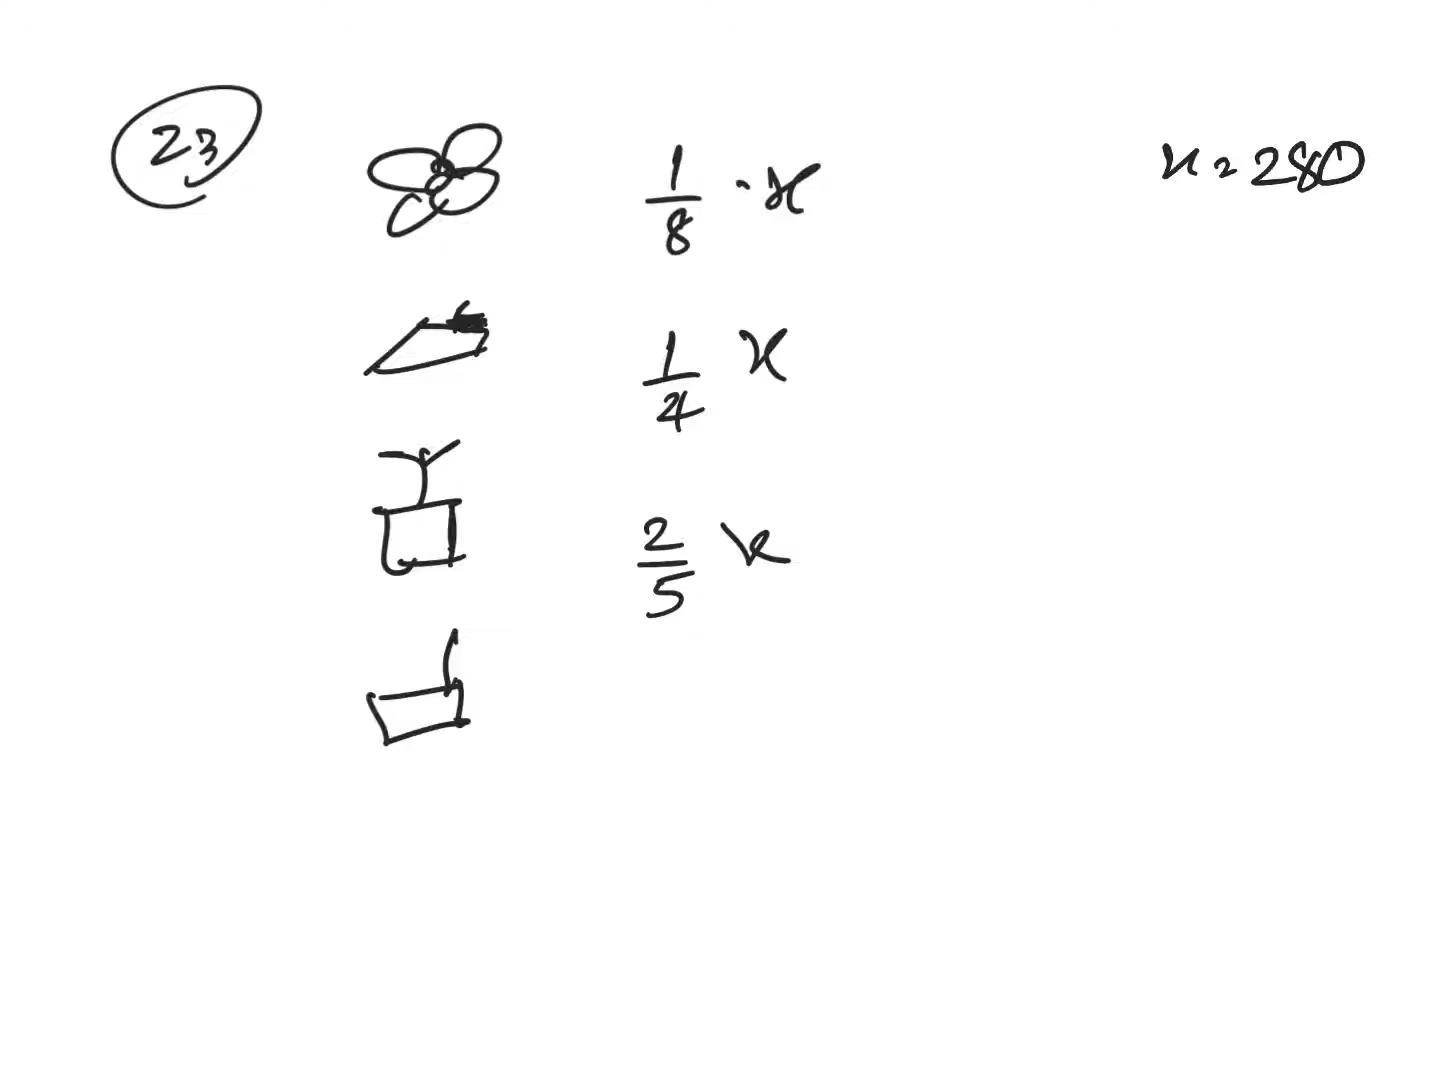 23
1/8 · x
x = 280
1/4 x
2/5 x